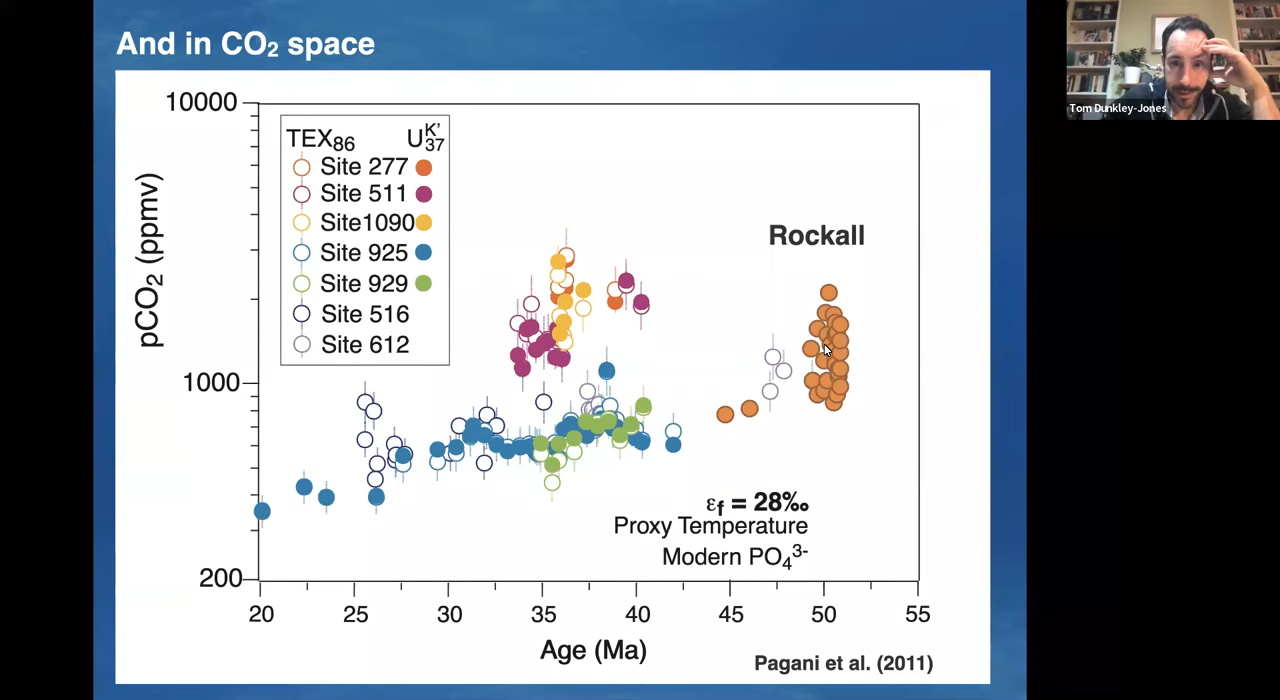 And in CO₂ space
Tom Dunkley-Jones
10000
1000
200
pCO₂ (ppmv)
TEX₈₆ U₃₇ᴷ'
Site 277
Site 511
Site1090
Site 925
Site 929
Site 516
Site 612
Rockall
εf = 28‰
Proxy Temperature
Modern PO₄³⁻
20 25 30 35 40 45 50 55
Age (Ma)
Pagani et al. (2011)